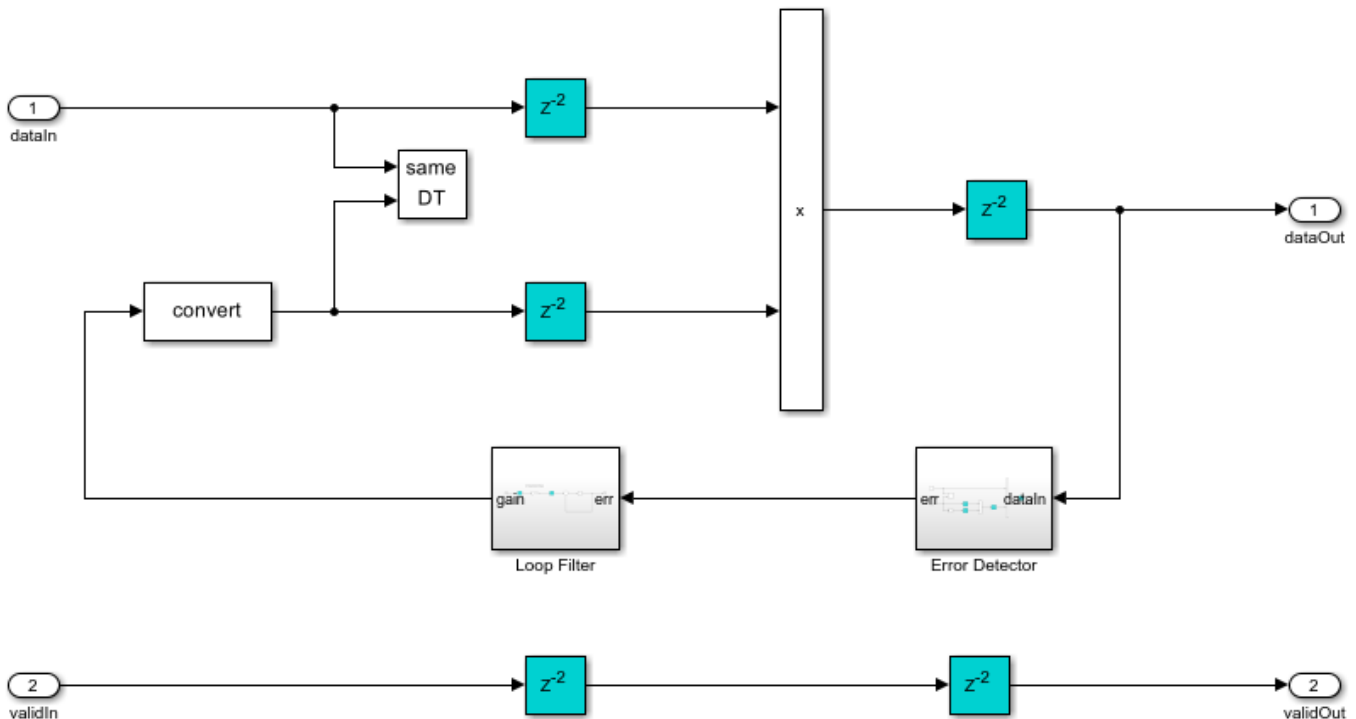 1
dataIn
z-2
same
DT
x
z-2
1
dataOut
convert
z-2
gain
err
Loop Filter
err
dataIn
Error Detector
2
validIn
z-2
z-2
2
validOut